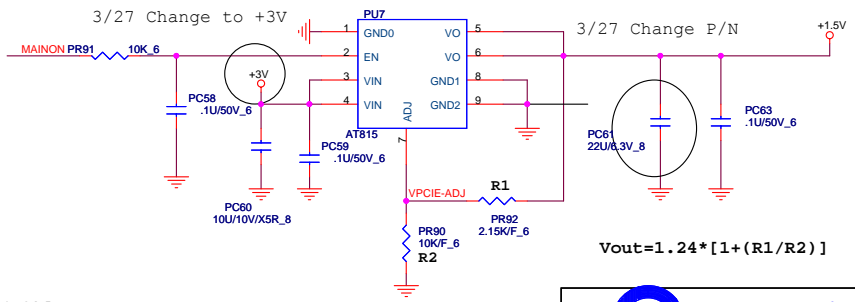 3/27 Change to +3V
PU7
3/27 Change P/N
+1.5V
MAINON
PR91
10K_6
1
GND0
VO
5
2
EN
VO
6
+3V
3
VIN
GND1
8
4
VIN
GND2
9
ADJ
7
AT815
PC58
.1U/50V_6
PC59
.1U/50V_6
PC60
10U/10V/X5R_8
PC61
22U/6.3V_8
PC63
.1U/50V_6
VPCIE-ADJ
R1
PR92
2.15K/F_6
PR90
10K/F_6
R2
Vout=1.24*[1+(R1/R2)]